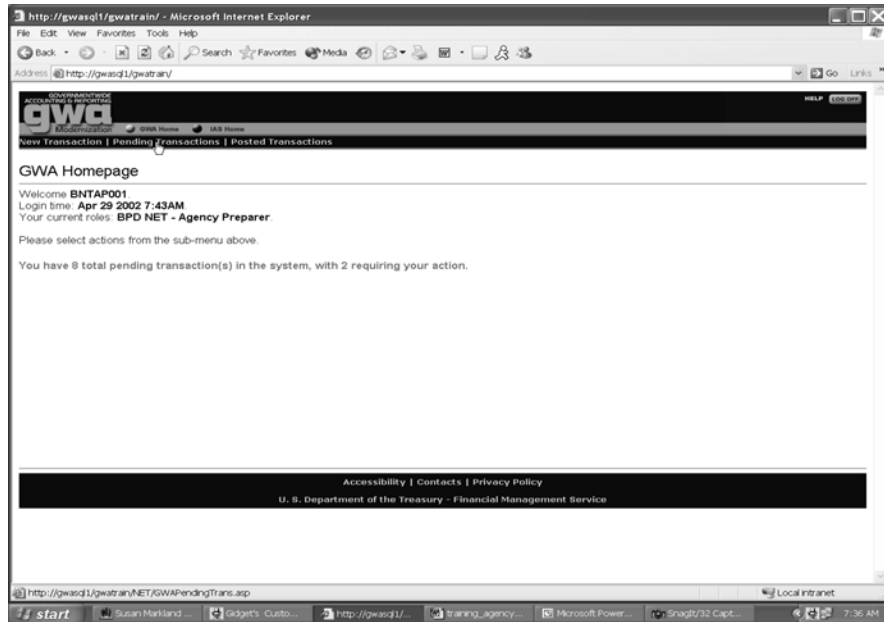 http://gwasql1/gwatrain/ - Microsoft Internet Explorer
File Edit View Favorites Tools Help
Back Search Favorites Media
Address http://gwasql1/gwatrain/ Go Links »
GOVERNMENTWIDE
ACCOUNTING & REPORTING
HELP LOG OFF
gwa
Modernization GWA Home IAS Home
New Transaction | Pending Transactions | Posted Transactions
GWA Homepage
Welcome BNTAP001.
Login time: Apr 29 2002 7:43AM.
Your current roles: BPD NET - Agency Preparer.
Please select actions from the sub-menu above.
You have 8 total pending transaction(s) in the system, with 2 requiring your action.
Accessibility | Contacts | Privacy Policy
U. S. Department of the Treasury - Financial Management Service
http://gwasql1/gwatrain/NET/GWAPendingTrans.asp Local intranet
start Susan Markland ... Gidget's Custo... http://gwasql1/... training_agency... Microsoft Power... SnagIt/32 Capt... 7:36 AM